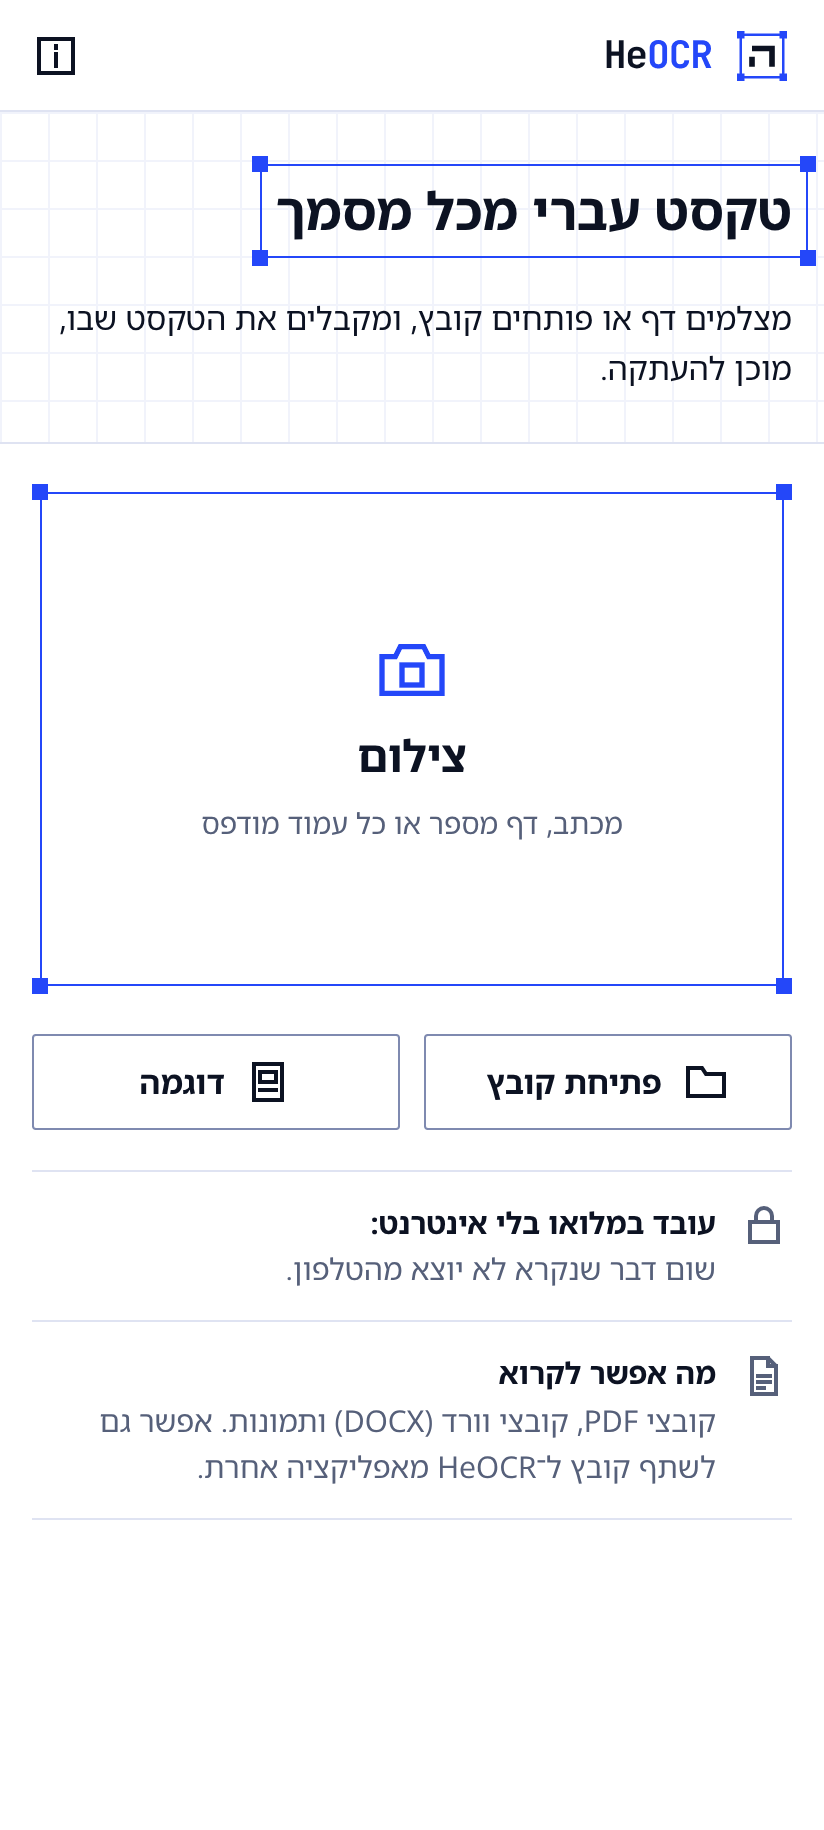 HeOCR ה
טקסט עברי מכל מסמך
מצלמים דף או פותחים קובץ, ומקבלים את הטקסט שבו,
מוכן להעתקה.
צילום
מכתב, דף מספר או כל עמוד מודפס
פתיחת קובץ
דוגמה
עובד במלואו בלי אינטרנט:
שום דבר שנקרא לא יוצא מהטלפון.
מה אפשר לקרוא
קובצי PDF, קובצי וורד (DOCX) ותמונות. אפשר גם
לשתף קובץ ל־HeOCR מאפליקציה אחרת.